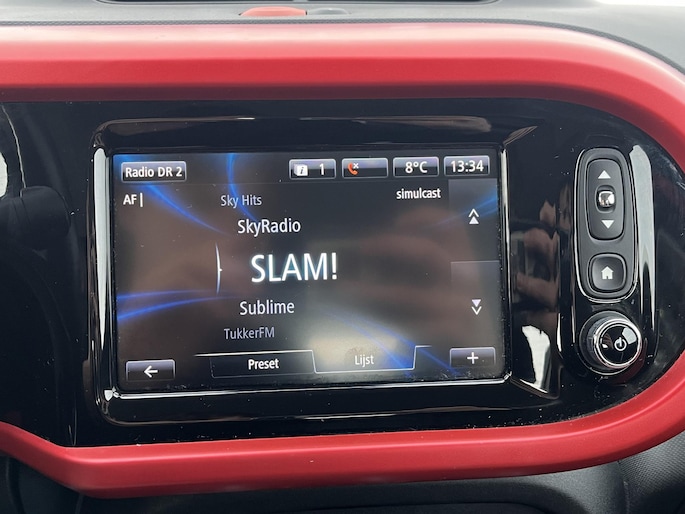 Radio DR 2
i 1
8°C
13:34
AF
Sky Hits
simulcast
SkyRadio
SLAM!
Sublime
TukkerFM
Preset
Lijst
+